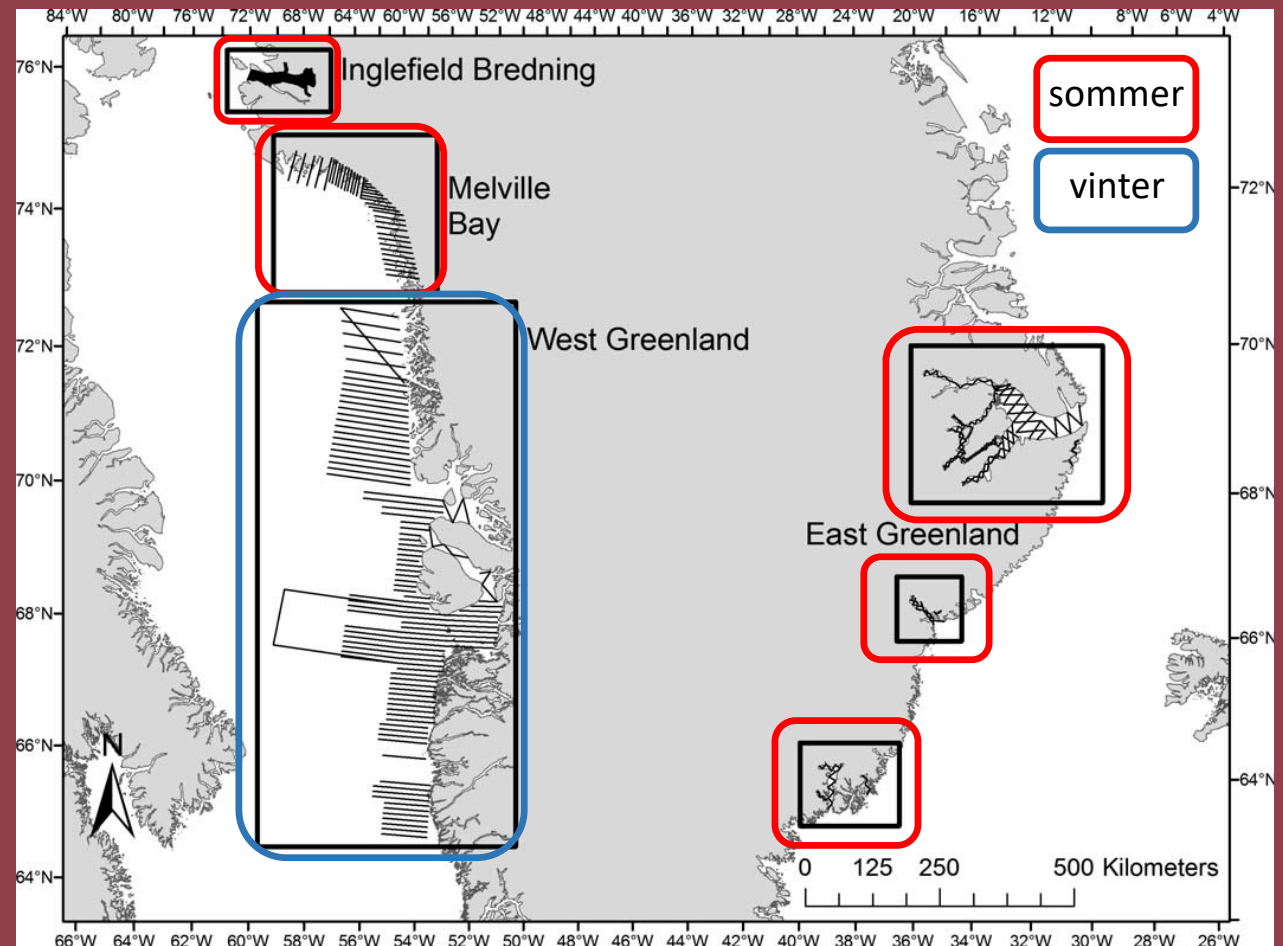 84°W 80°W 76°W 72°W 68°W 64°W 60°W 56°W 52°W 48°W 44°W 40°W 36°W 32°W 28°W 24°W 20°W 16°W 12°W 8°W 6°W 4°W
76°N
Inglefield Bredning
sommer
vinter
Melville
Bay
74°N
72°N
72°N
West Greenland
70°N
70°N
68°N
East Greenland
68°N
66°N
66°N
N
64°N
64°N
0 125 250 500 Kilometers
66°W 64°W 62°W 60°W 58°W 56°W 54°W 52°W 50°W 48°W 46°W 44°W 42°W 40°W 38°W 36°W 34°W 32°W 30°W 28°W 26°W